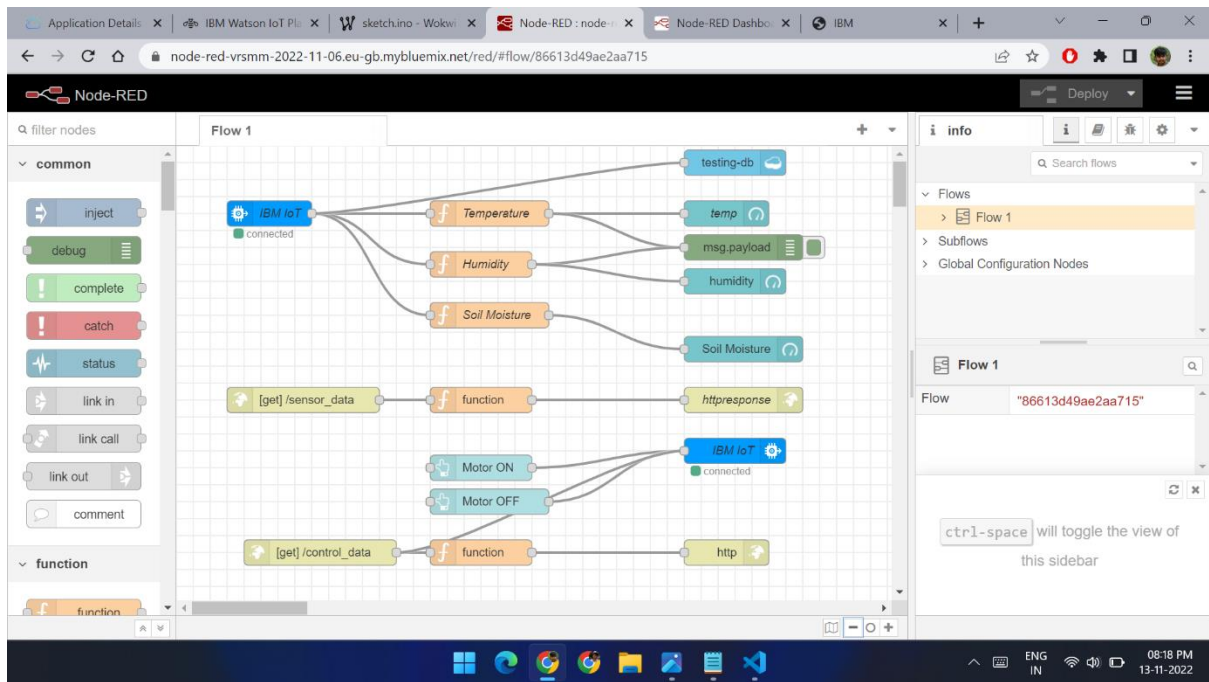 Application Details
IBM Watson IoT Pla
sketch.ino - Wokwi
Node-RED : node-r
Node-RED Dashbo
IBM
node-red-vrsmm-2022-11-06.eu-gb.mybluemix.net/red/#flow/86613d49ae2aa715
Node-RED
Deploy
filter nodes
Flow 1
i info
Search flows
common
inject
debug
complete
catch
status
link in
link call
link out
comment
function
function
testing-db
IBM IoT
connected
Temperature
temp
msg.payload
Humidity
humidity
Soil Moisture
Soil Moisture
[get] /sensor_data
function
httpresponse
Motor ON
IBM IoT
connected
Motor OFF
[get] /control_data
function
http
Flows
Flow 1
Subflows
Global Configuration Nodes
Flow 1
Flow "86613d49ae2aa715"
ctrl-space will toggle the view of
this sidebar
ENG
IN
08:18 PM
13-11-2022